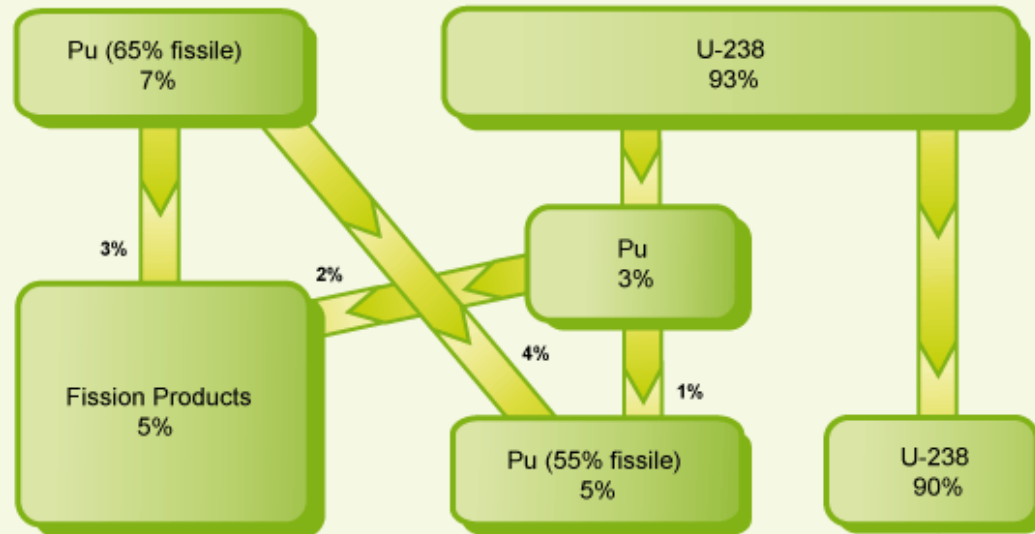 Pu (65% fissile)
7%
U-238
93%
3%
2%
Pu
3%
4%
1%
Fission Products
5%
Pu (55% fissile)
5%
U-238
90%